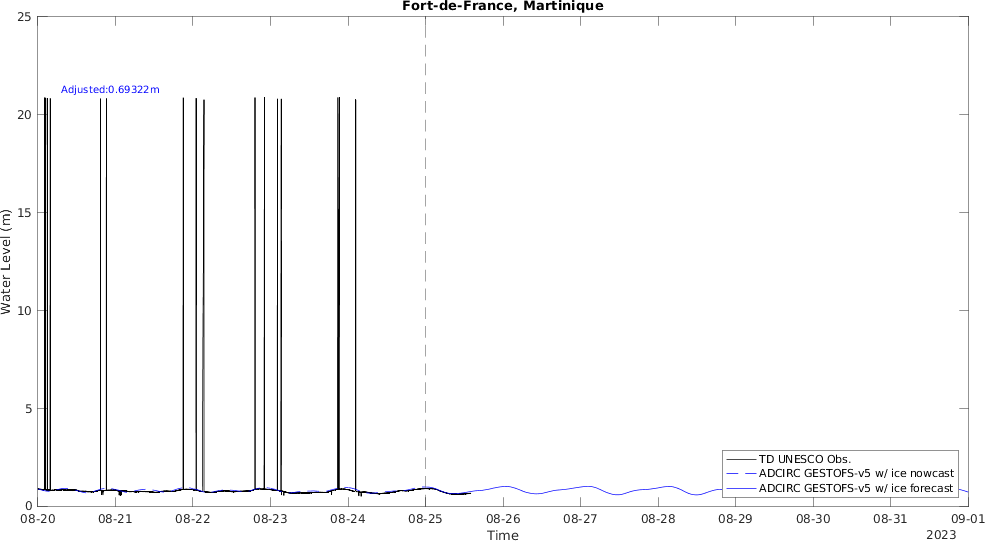 Fort-de-France, Martinique
25
20
15
10
5
0
Water Level (m)
Adjusted:0.69322m
TD UNESCO Obs.
ADCIRC GESTOFS-v5 w/ ice nowcast
ADCIRC GESTOFS-v5 w/ ice forecast
08-20 08-21 08-22 08-23 08-24 08-25 08-26 08-27 08-28 08-29 08-30 08-31 09-01
Time
2023